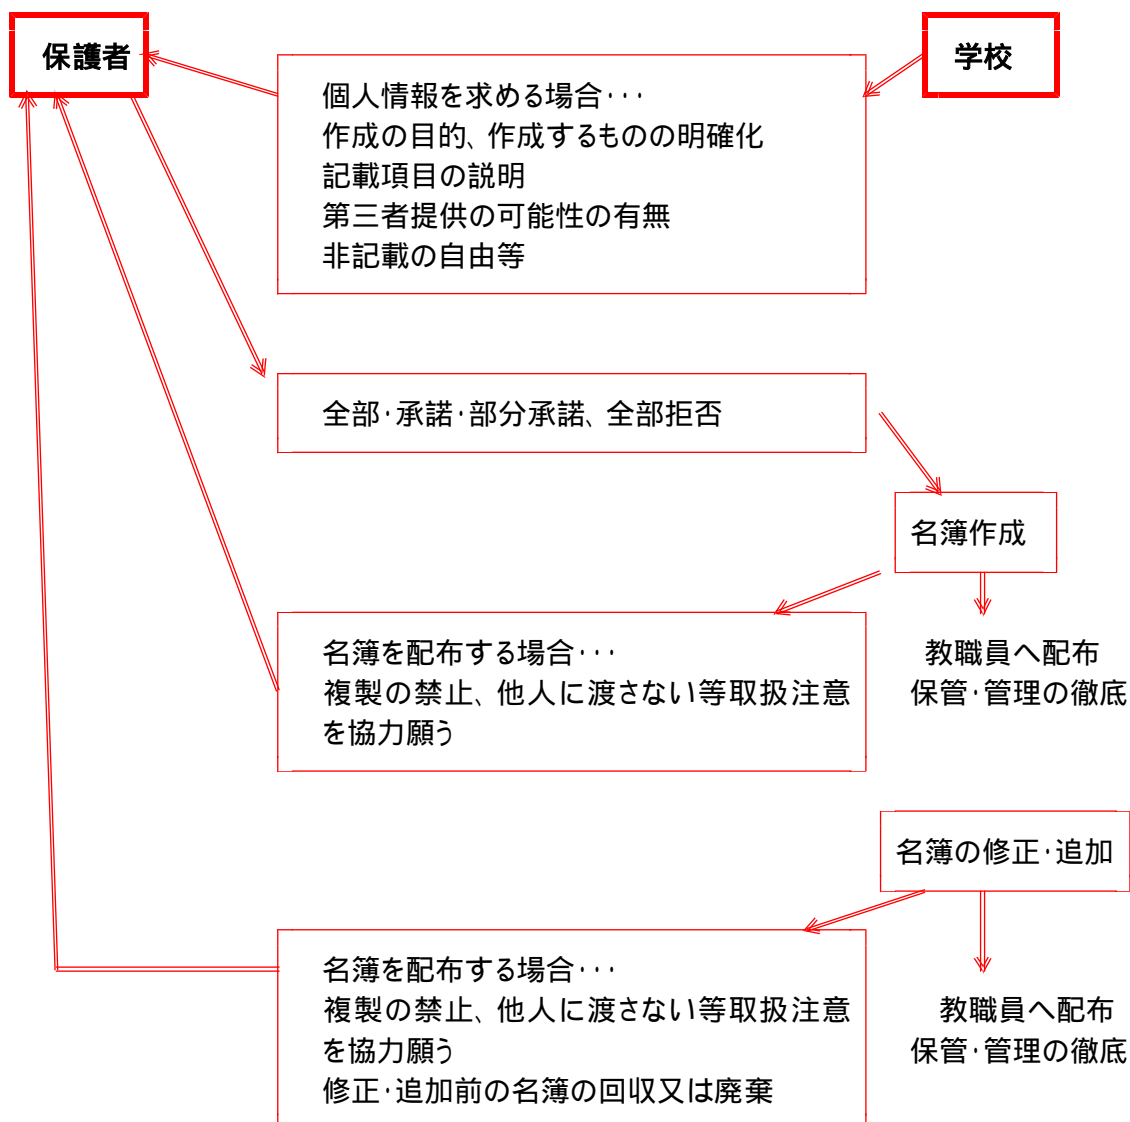 保護者
学校
個人情報を求める場合･･･
作成の目的、作成するものの明確化
記載項目の説明
第三者提供の可能性の有無
非記載の自由等
全部･承諾･部分承諾、全部拒否
名簿作成
名簿を配布する場合･･･
複製の禁止、他人に渡さない等取扱注意
を協力願う
教職員へ配布
保管･管理の徹底
名簿の修正･追加
名簿を配布する場合･･･
複製の禁止、他人に渡さない等取扱注意
を協力願う
修正･追加前の名簿の回収又は廃棄
教職員へ配布
保管･管理の徹底